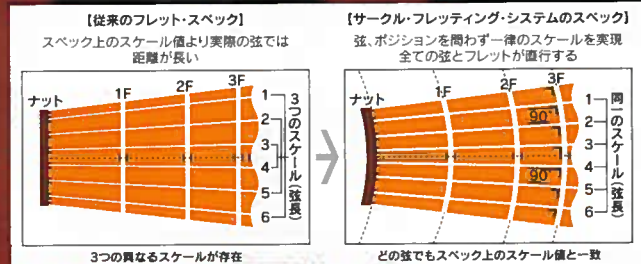 【従来のフレット・スペック】
スペック上のスケール値より実際の弦では
距離が長い
ナット
1F
2F
3F
1
2
3
4
5
6
3つのスケール(弦長)
3つの異なるスケールが存在
【サークル・フレッティング・システムのスペック】
弦、ポジションを問わず一律のスケールを実現
全ての弦とフレットが直行する
ナット
1F
2F
3F
90°
90°
1
2
3
4
5
6
同一のスケール(弦長)
どの弦でもスペック上のスケール値と一致